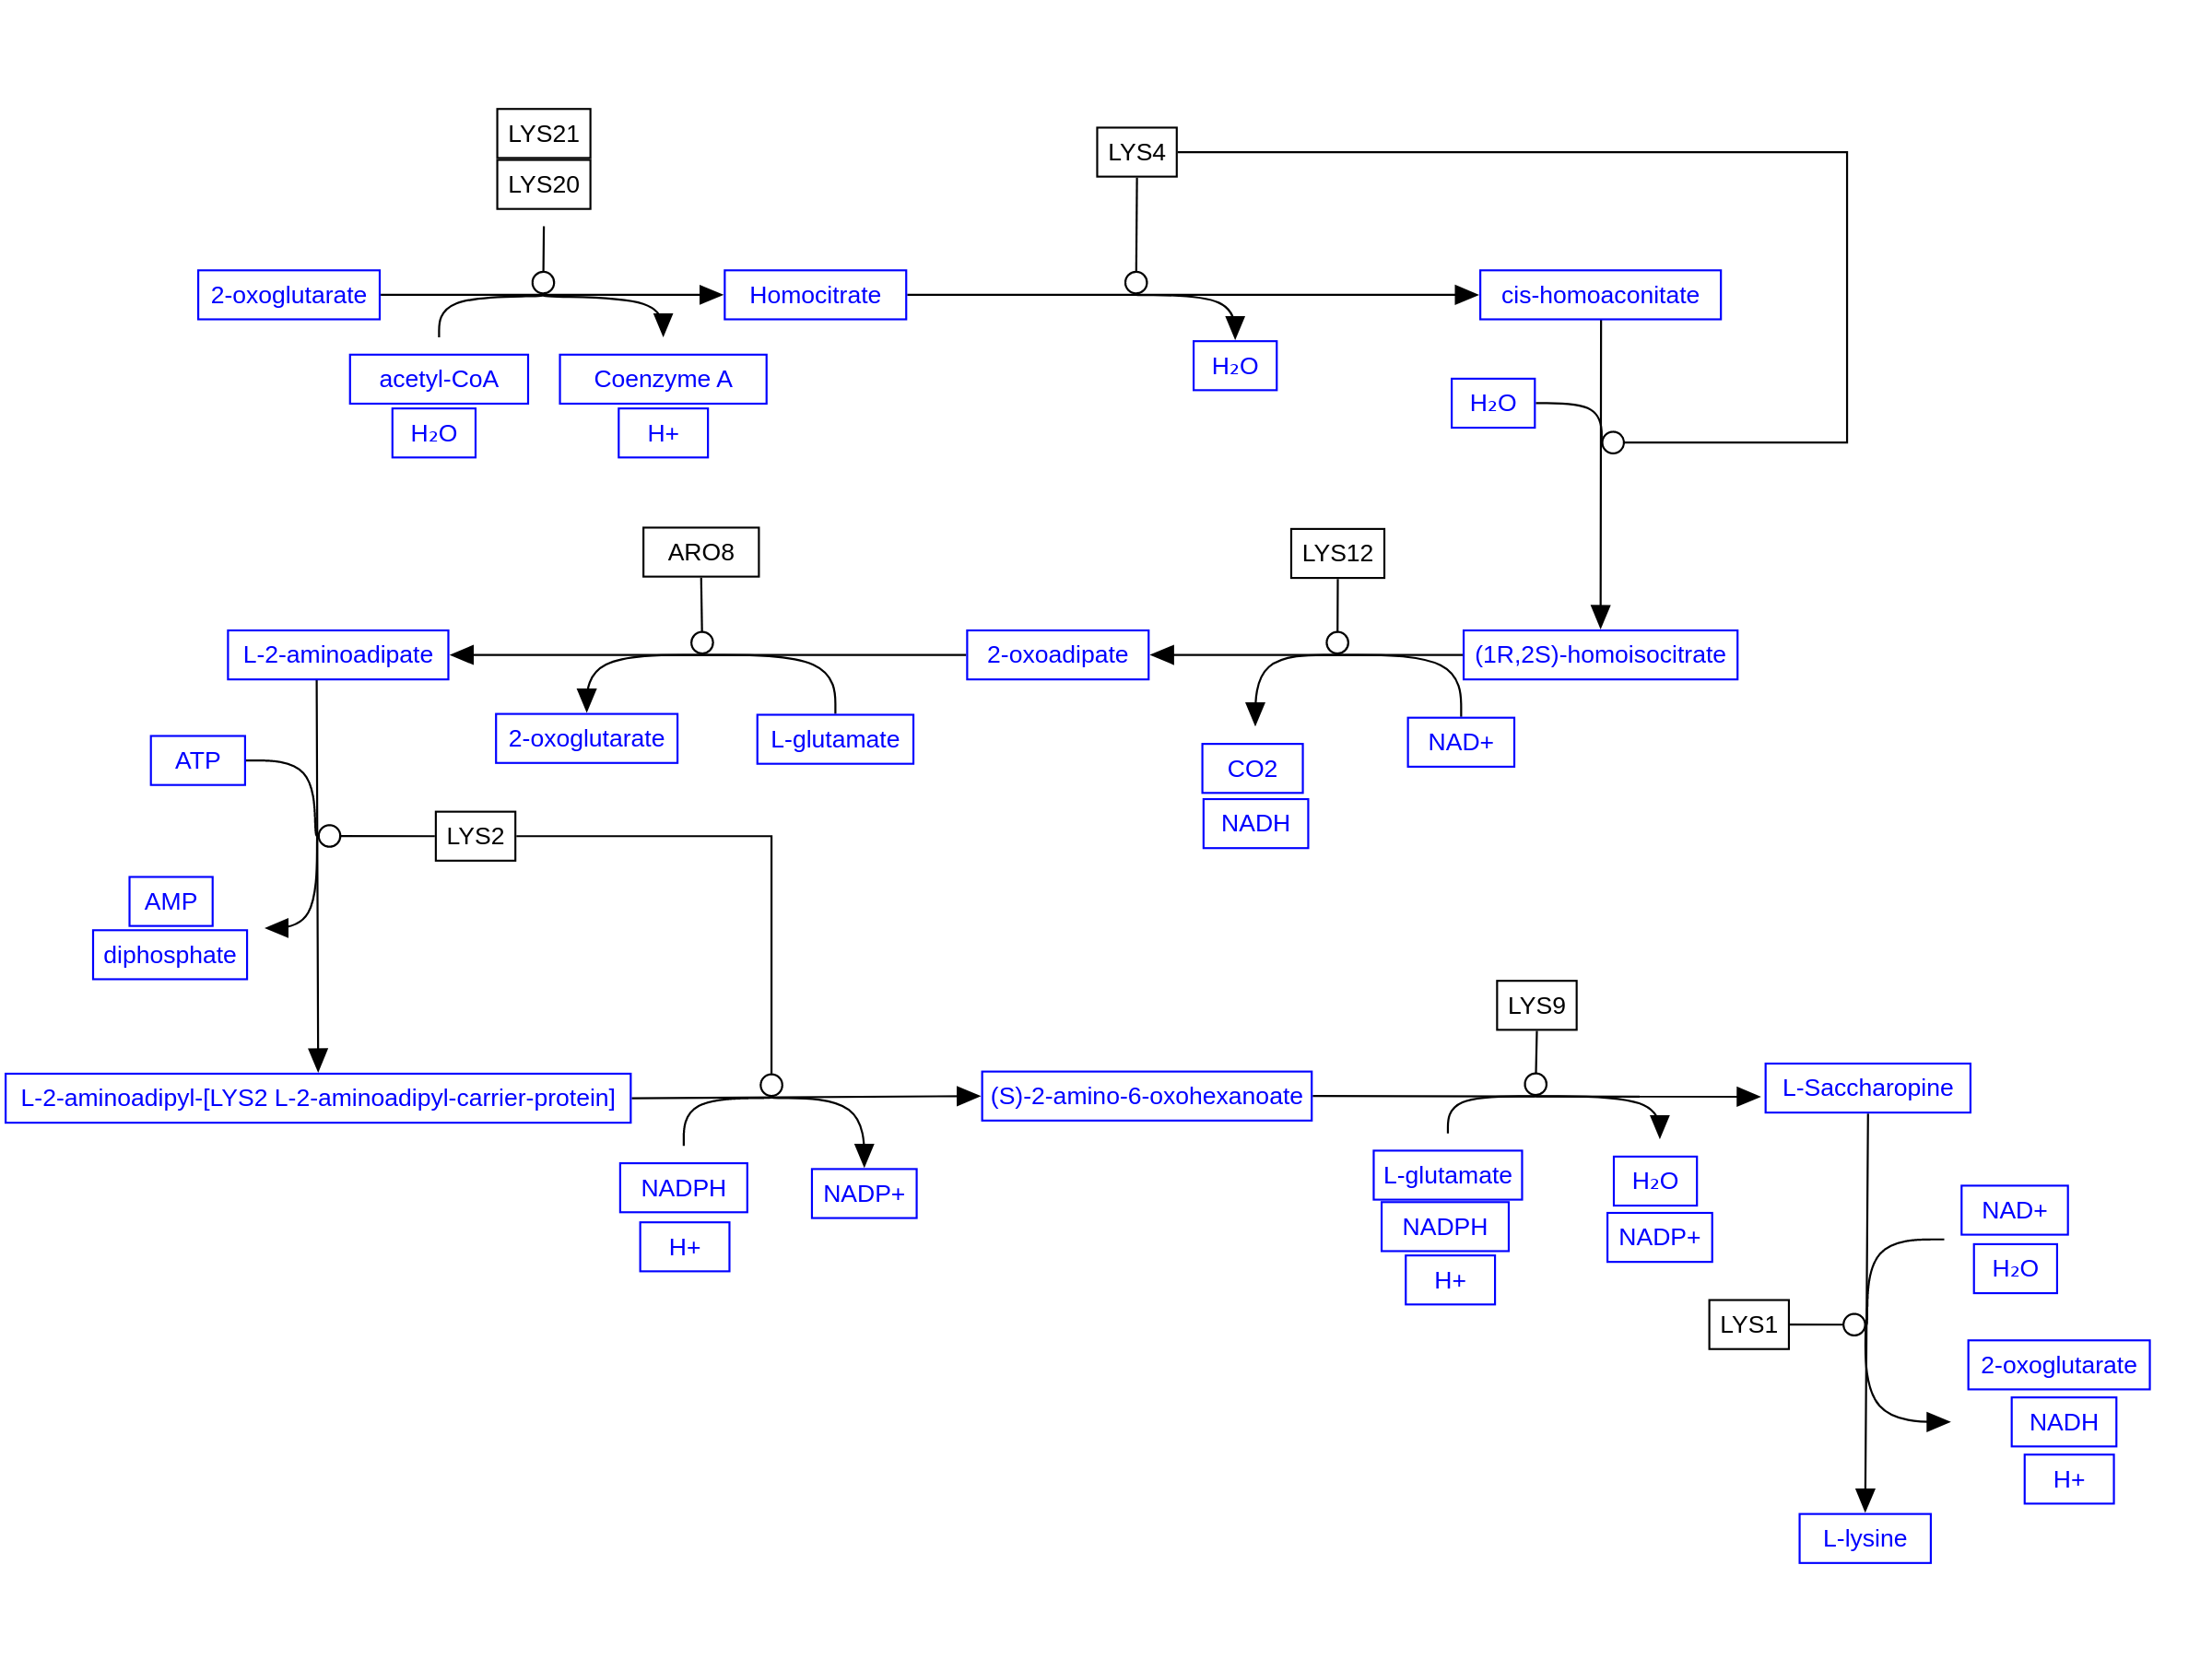 LYS21
LYS20
LYS4
2-oxoglutarate
Homocitrate
cis-homoaconitate
acetyl-CoA
Coenzyme A
H₂O
H₂O
H+
H₂O
ARO8
LYS12
L-2-aminoadipate
2-oxoadipate
(1R,2S)-homoisocitrate
2-oxoglutarate
L-glutamate
NAD+
CO2
NADH
ATP
LYS2
AMP
diphosphate
LYS9
L-2-aminoadipyl-[LYS2 L-2-aminoadipyl-carrier-protein]
(S)-2-amino-6-oxohexanoate
L-Saccharopine
NADPH
H+
NADP+
L-glutamate
NADPH
H+
H₂O
NADP+
NAD+
H₂O
LYS1
2-oxoglutarate
NADH
H+
L-lysine